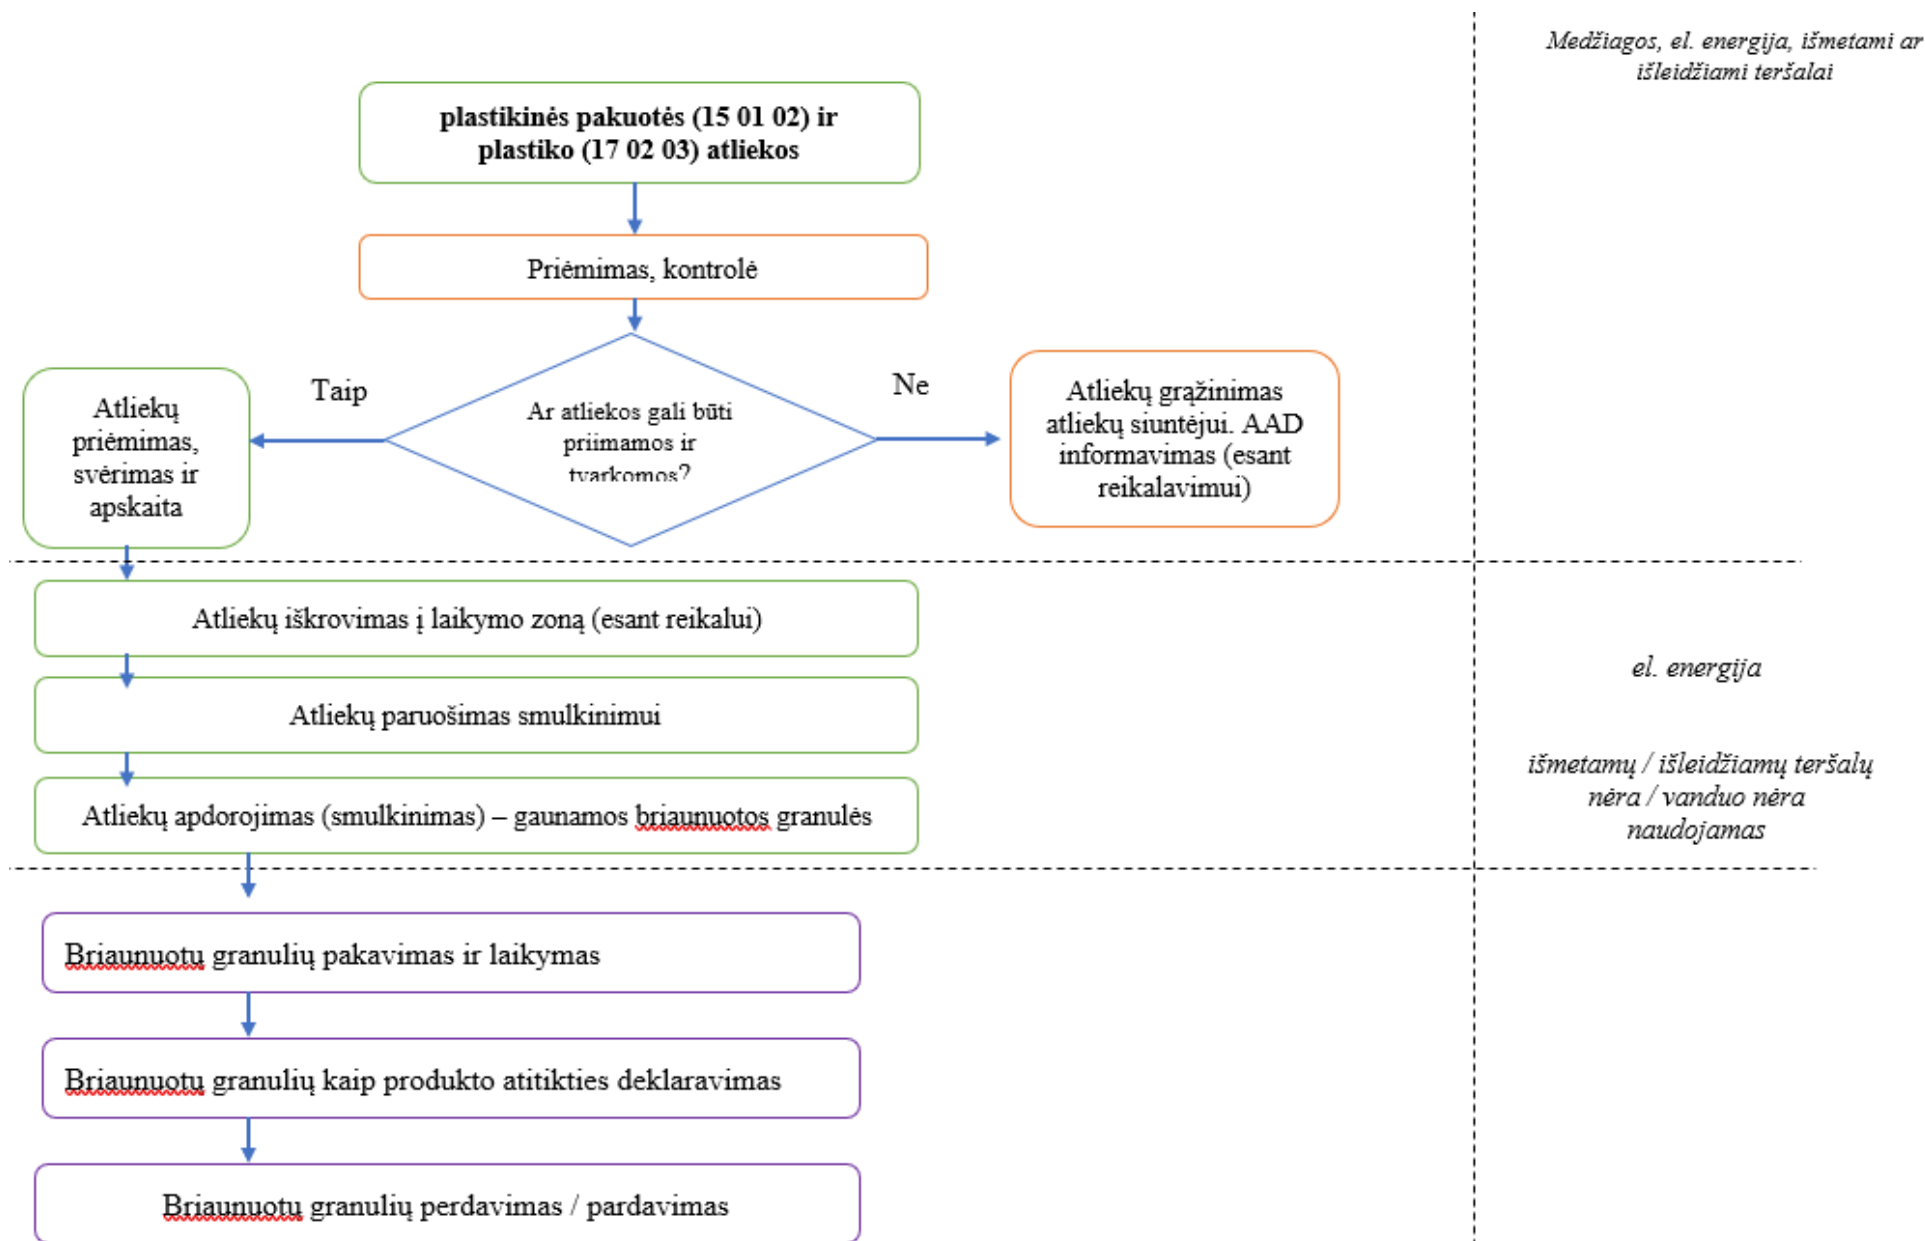 Medžiagos, el. energija, išmetami ar
išleidžiami teršalai
plastikinės pakuotės (15 01 02) ir
plastiko (17 02 03) atliekos
Priėmimas, kontrolė
Taip
Ne
Atliekų
priėmimas,
svėrimas ir
apskaita
Ar atliekos gali būti
priimamos ir
tvarkomos?
Atliekų grąžinimas
atliekų siuntėjui. AAD
informavimas (esant
reikalavimui)
Atliekų iškrovimas į laikymo zoną (esant reikalui)
Atliekų paruošimas smulkinimui
Atliekų apdorojimas (smulkinimas) – gaunamos briaunuotos granulės
el. energija
išmetamų / išleidžiamų teršalų
nėra / vanduo nėra
naudojamas
Briaunuotų granulių pakavimas ir laikymas
Briaunuotų granulių kaip produkto atitikties deklaravimas
Briaunuotų granulių perdavimas / pardavimas